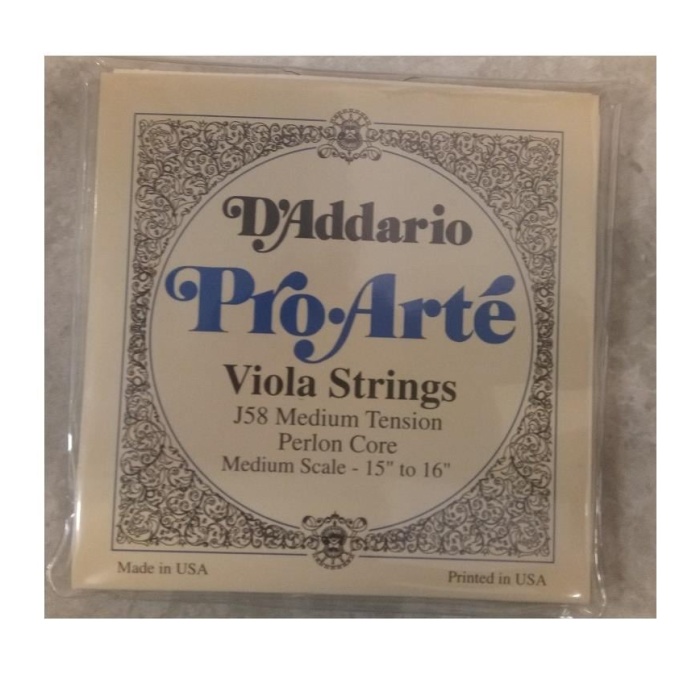 D'Addario
Pro·Arté
Viola Strings
J58 Medium Tension
Perlon Core
Medium Scale - 15" to 16"
Made in USA
Printed in USA